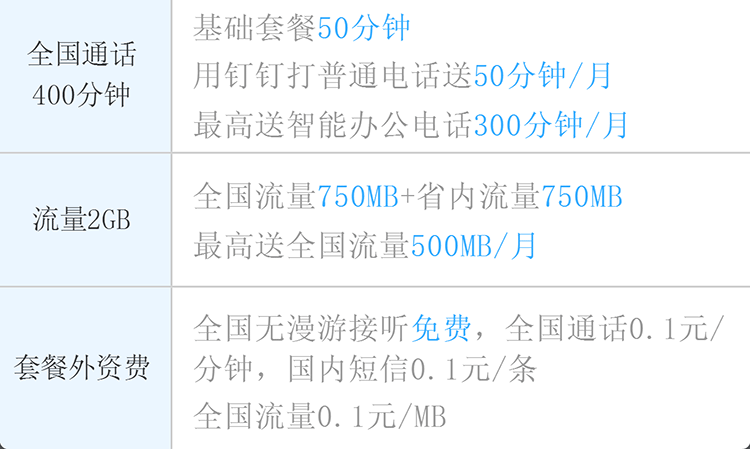 全国通话
400分钟
基础套餐50分钟
用钉钉打普通电话送50分钟/月
最高送智能办公电话300分钟/月
流量2GB
全国流量750MB+省内流量750MB
最高送全国流量500MB/月
套餐外资费
全国无漫游接听免费，全国通话0.1元/
分钟，国内短信0.1元/条
全国流量0.1元/MB